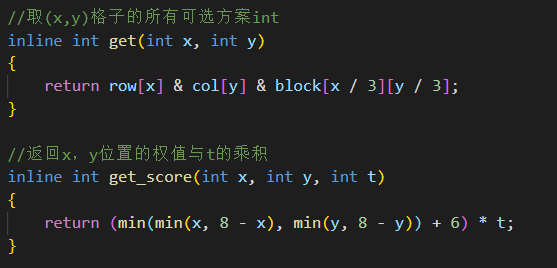 //取(x,y)格子的所有可选方案int
inline int get(int x, int y)
{
    return row[x] & col[y] & block[x / 3][y / 3];
}
//返回x，y位置的权值与t的乘积
inline int get_score(int x, int y, int t)
{
    return (min(min(x, 8 - x), min(y, 8 - y)) + 6) * t;
}